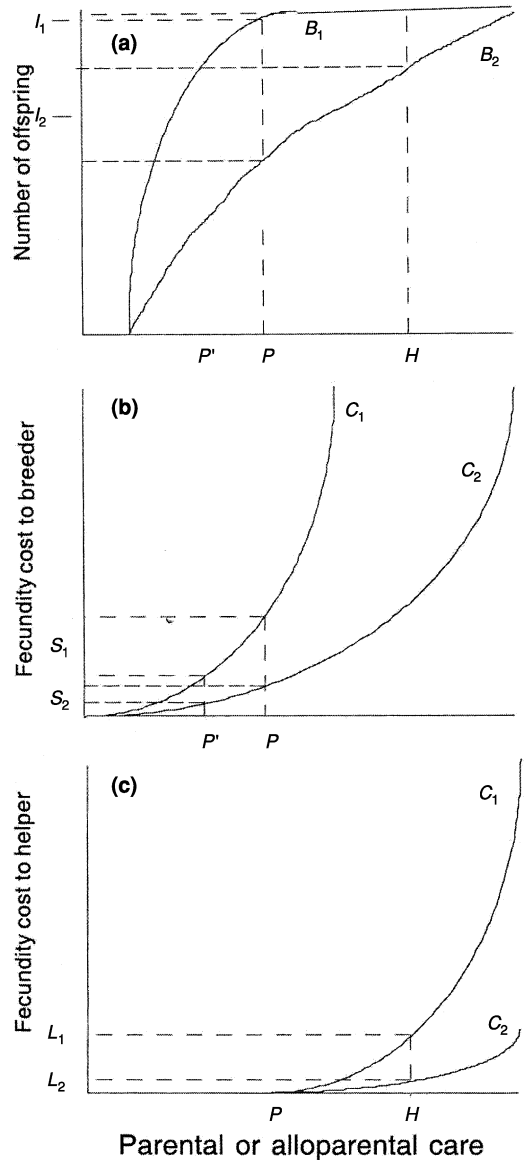 I1
(a)
B1
B2
I2
Number of offspring
P' P H
(b)
C1
C2
Fecundity cost to breeder
S1
S2
P' P
(c)
C1
Fecundity cost to helper
C2
L1
L2
P H
Parental or alloparental care